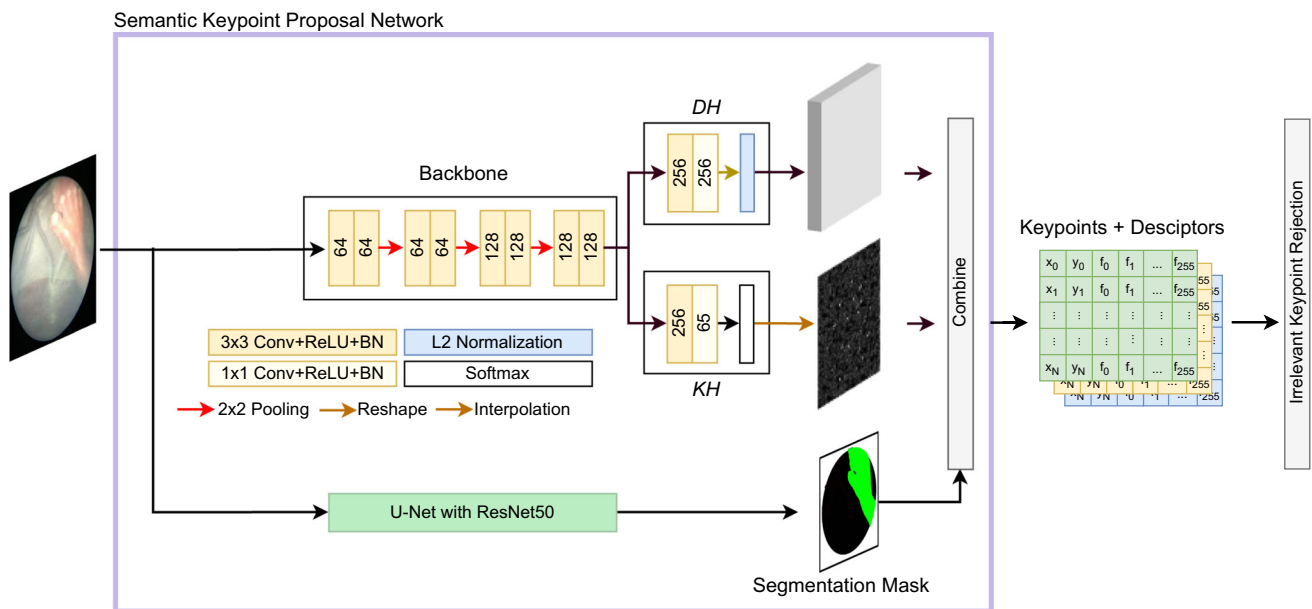 Semantic Keypoint Proposal Network
DH
256 256
Backbone
64 64 64 64 128 128 128 128
256 65
KH
3x3 Conv+ReLU+BN
L2 Normalization
1x1 Conv+ReLU+BN
Softmax
2x2 Pooling
Reshape
Interpolation
U-Net with ResNet50
Segmentation Mask
Combine
Keypoints + Desciptors
x0 y0 f0 f1 ... f255
x1 y1 f0 f1 ... f255
⋮ ⋮ ⋮ ⋮ ⋮ ⋮
⋮ ⋮ ⋮ ⋮ ⋮ ⋮
xN yN f0 f1 ... f255
Irrelevant Keypoint Rejection